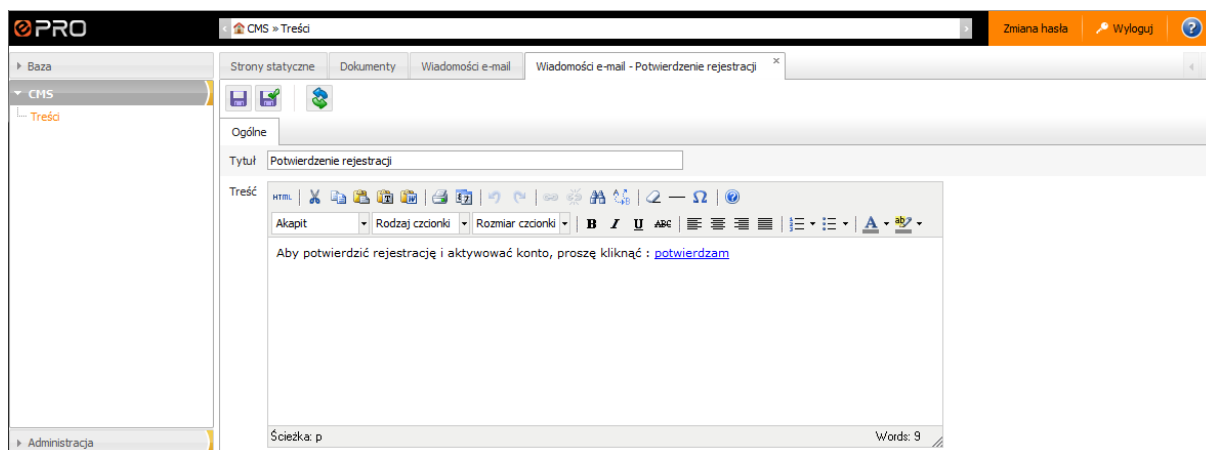 PRO
CMS » Treści
Zmiana hasła
Wyloguj
?
Baza
Strony statyczne
Dokumenty
Wiadomości e-mail
Wiadomości e-mail - Potwierdzenie rejestracji
×
CMS
Treści
Ogólne
Tytuł
Potwierdzenie rejestracji
Treść
HTML
Akapit
Rodzaj czcionki
Rozmiar czcionki
B I U ABC
A
ab
Aby potwierdzić rejestrację i aktywować konto, proszę kliknąć : potwierdzam
Ścieżka: p
Words: 9
Administracja